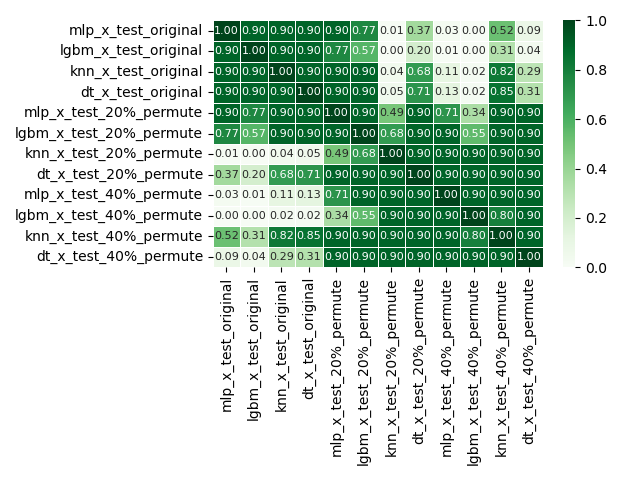 mlp_x_test_original 1.00 0.90 0.90 0.90 0.90 0.77 0.01 0.37 0.03 0.00 0.52 0.09
lgbm_x_test_original 0.90 1.00 0.90 0.90 0.77 0.57 0.00 0.20 0.01 0.00 0.31 0.04
knn_x_test_original 0.90 0.90 1.00 0.90 0.90 0.90 0.04 0.68 0.11 0.02 0.82 0.29
dt_x_test_original 0.90 0.90 0.90 1.00 0.90 0.90 0.05 0.71 0.13 0.02 0.85 0.31
mlp_x_test_20%_permute 0.90 0.77 0.90 0.90 1.00 0.90 0.49 0.90 0.71 0.34 0.90 0.90
lgbm_x_test_20%_permute 0.77 0.57 0.90 0.90 0.90 1.00 0.68 0.90 0.90 0.55 0.90 0.90
knn_x_test_20%_permute 0.01 0.00 0.04 0.05 0.49 0.68 1.00 0.90 0.90 0.90 0.90 0.90
dt_x_test_20%_permute 0.37 0.20 0.68 0.71 0.90 0.90 0.90 1.00 0.90 0.90 0.90 0.90
mlp_x_test_40%_permute 0.03 0.01 0.11 0.13 0.71 0.90 0.90 0.90 1.00 0.90 0.90 0.90
lgbm_x_test_40%_permute 0.00 0.00 0.02 0.02 0.34 0.55 0.90 0.90 0.90 1.00 0.80 0.90
knn_x_test_40%_permute 0.52 0.31 0.82 0.85 0.90 0.90 0.90 0.90 0.90 0.80 1.00 0.90
dt_x_test_40%_permute 0.09 0.04 0.29 0.31 0.90 0.90 0.90 0.90 0.90 0.90 0.90 1.00
mlp_x_test_original
lgbm_x_test_original
knn_x_test_original
dt_x_test_original
mlp_x_test_20%_permute
lgbm_x_test_20%_permute
knn_x_test_20%_permute
dt_x_test_20%_permute
mlp_x_test_40%_permute
lgbm_x_test_40%_permute
knn_x_test_40%_permute
dt_x_test_40%_permute
1.0
0.8
0.6
0.4
0.2
0.0